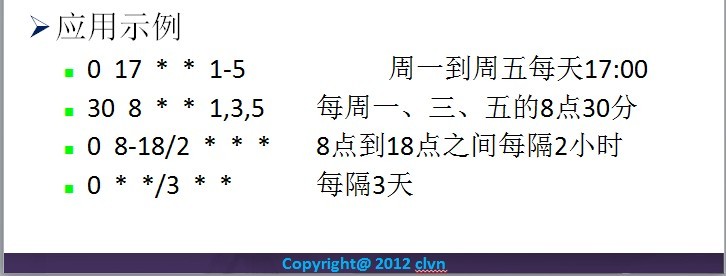 应用示例
0 17 * * 1-5 周一到周五每天17:00
30 8 * * 1,3,5 每周一、三、五的8点30分
0 8-18/2 * * * 8点到18点之间每隔2小时
0 * */3 * * 每隔3天
Copyright@ 2012 clvn